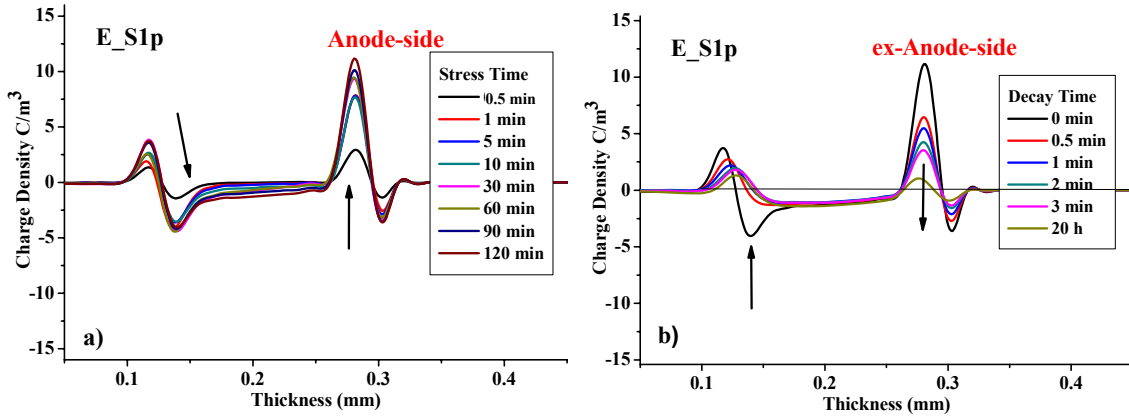 E_S1p
Anode-side
Stress Time
0.5 min
1 min
5 min
10 min
30 min
60 min
90 min
120 min
Charge Density C/m³
15
10
5
0
-5
-10
-15
a)
0.1
0.2
0.3
0.4
Thickness (mm)
E_S1p
ex-Anode-side
Decay Time
0 min
0.5 min
1 min
2 min
3 min
20 h
Charge Density C/m³
15
10
5
0
-5
-10
-15
b)
0.1
0.2
0.3
0.4
Thickness (mm)